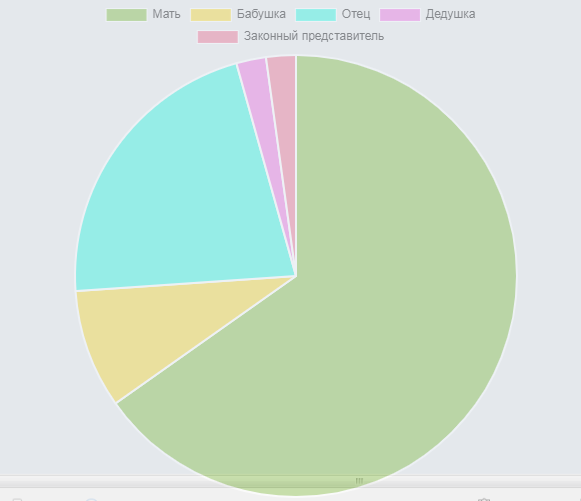 Мать Бабушка Отец Дедушка
Законный представитель